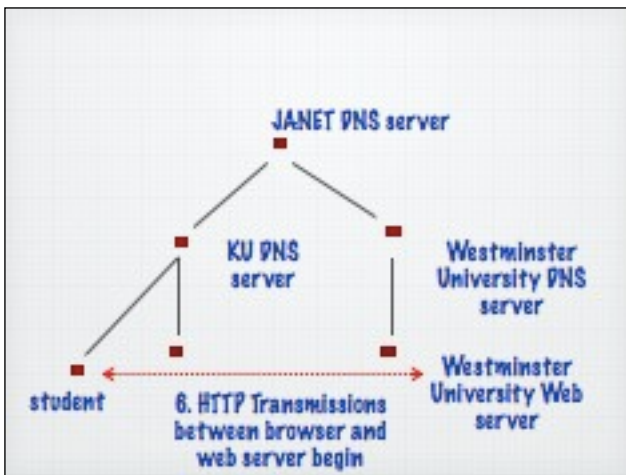 JANET DNS server
KU DNS
server
Westminster
University DNS
server
student
6. HTTP Transmissions
between browser and
web server begin
Westminster
University Web
server